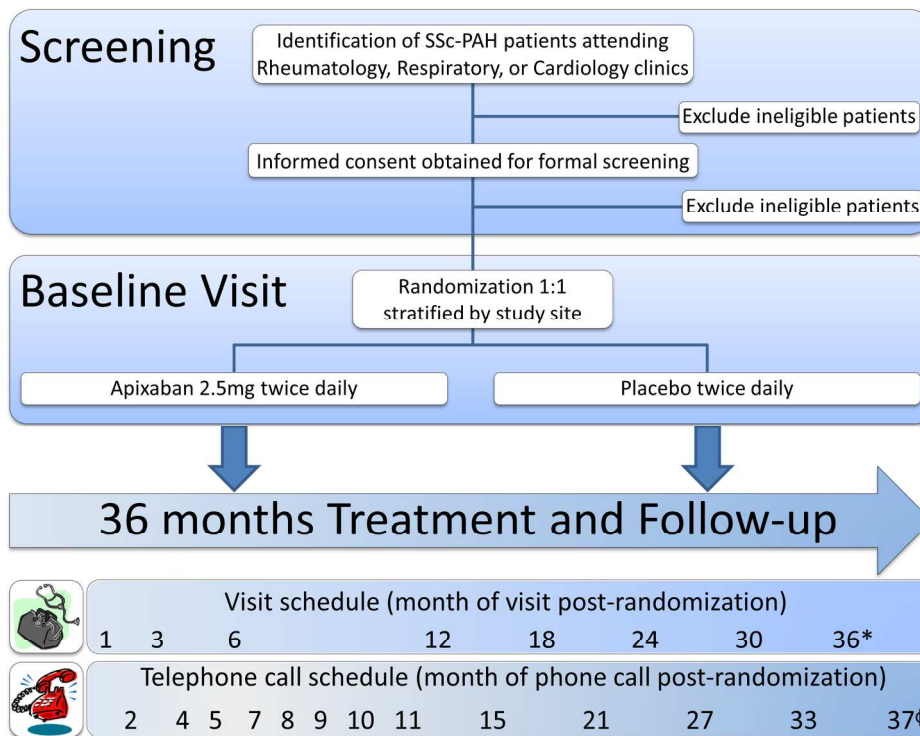 Screening
Identification of SSc-PAH patients attending
Rheumatology, Respiratory, or Cardiology clinics
Exclude ineligible patients
Informed consent obtained for formal screening
Exclude ineligible patients
Baseline Visit
Randomization 1:1
stratified by study site
Apixaban 2.5mg twice daily
Placebo twice daily
36 months Treatment and Follow-up
Visit schedule (month of visit post-randomization)
1 3 6 12 18 24 30 36*
Telephone call schedule (month of phone call post-randomization)
2 4 5 7 8 9 10 11 15 21 27 33 37